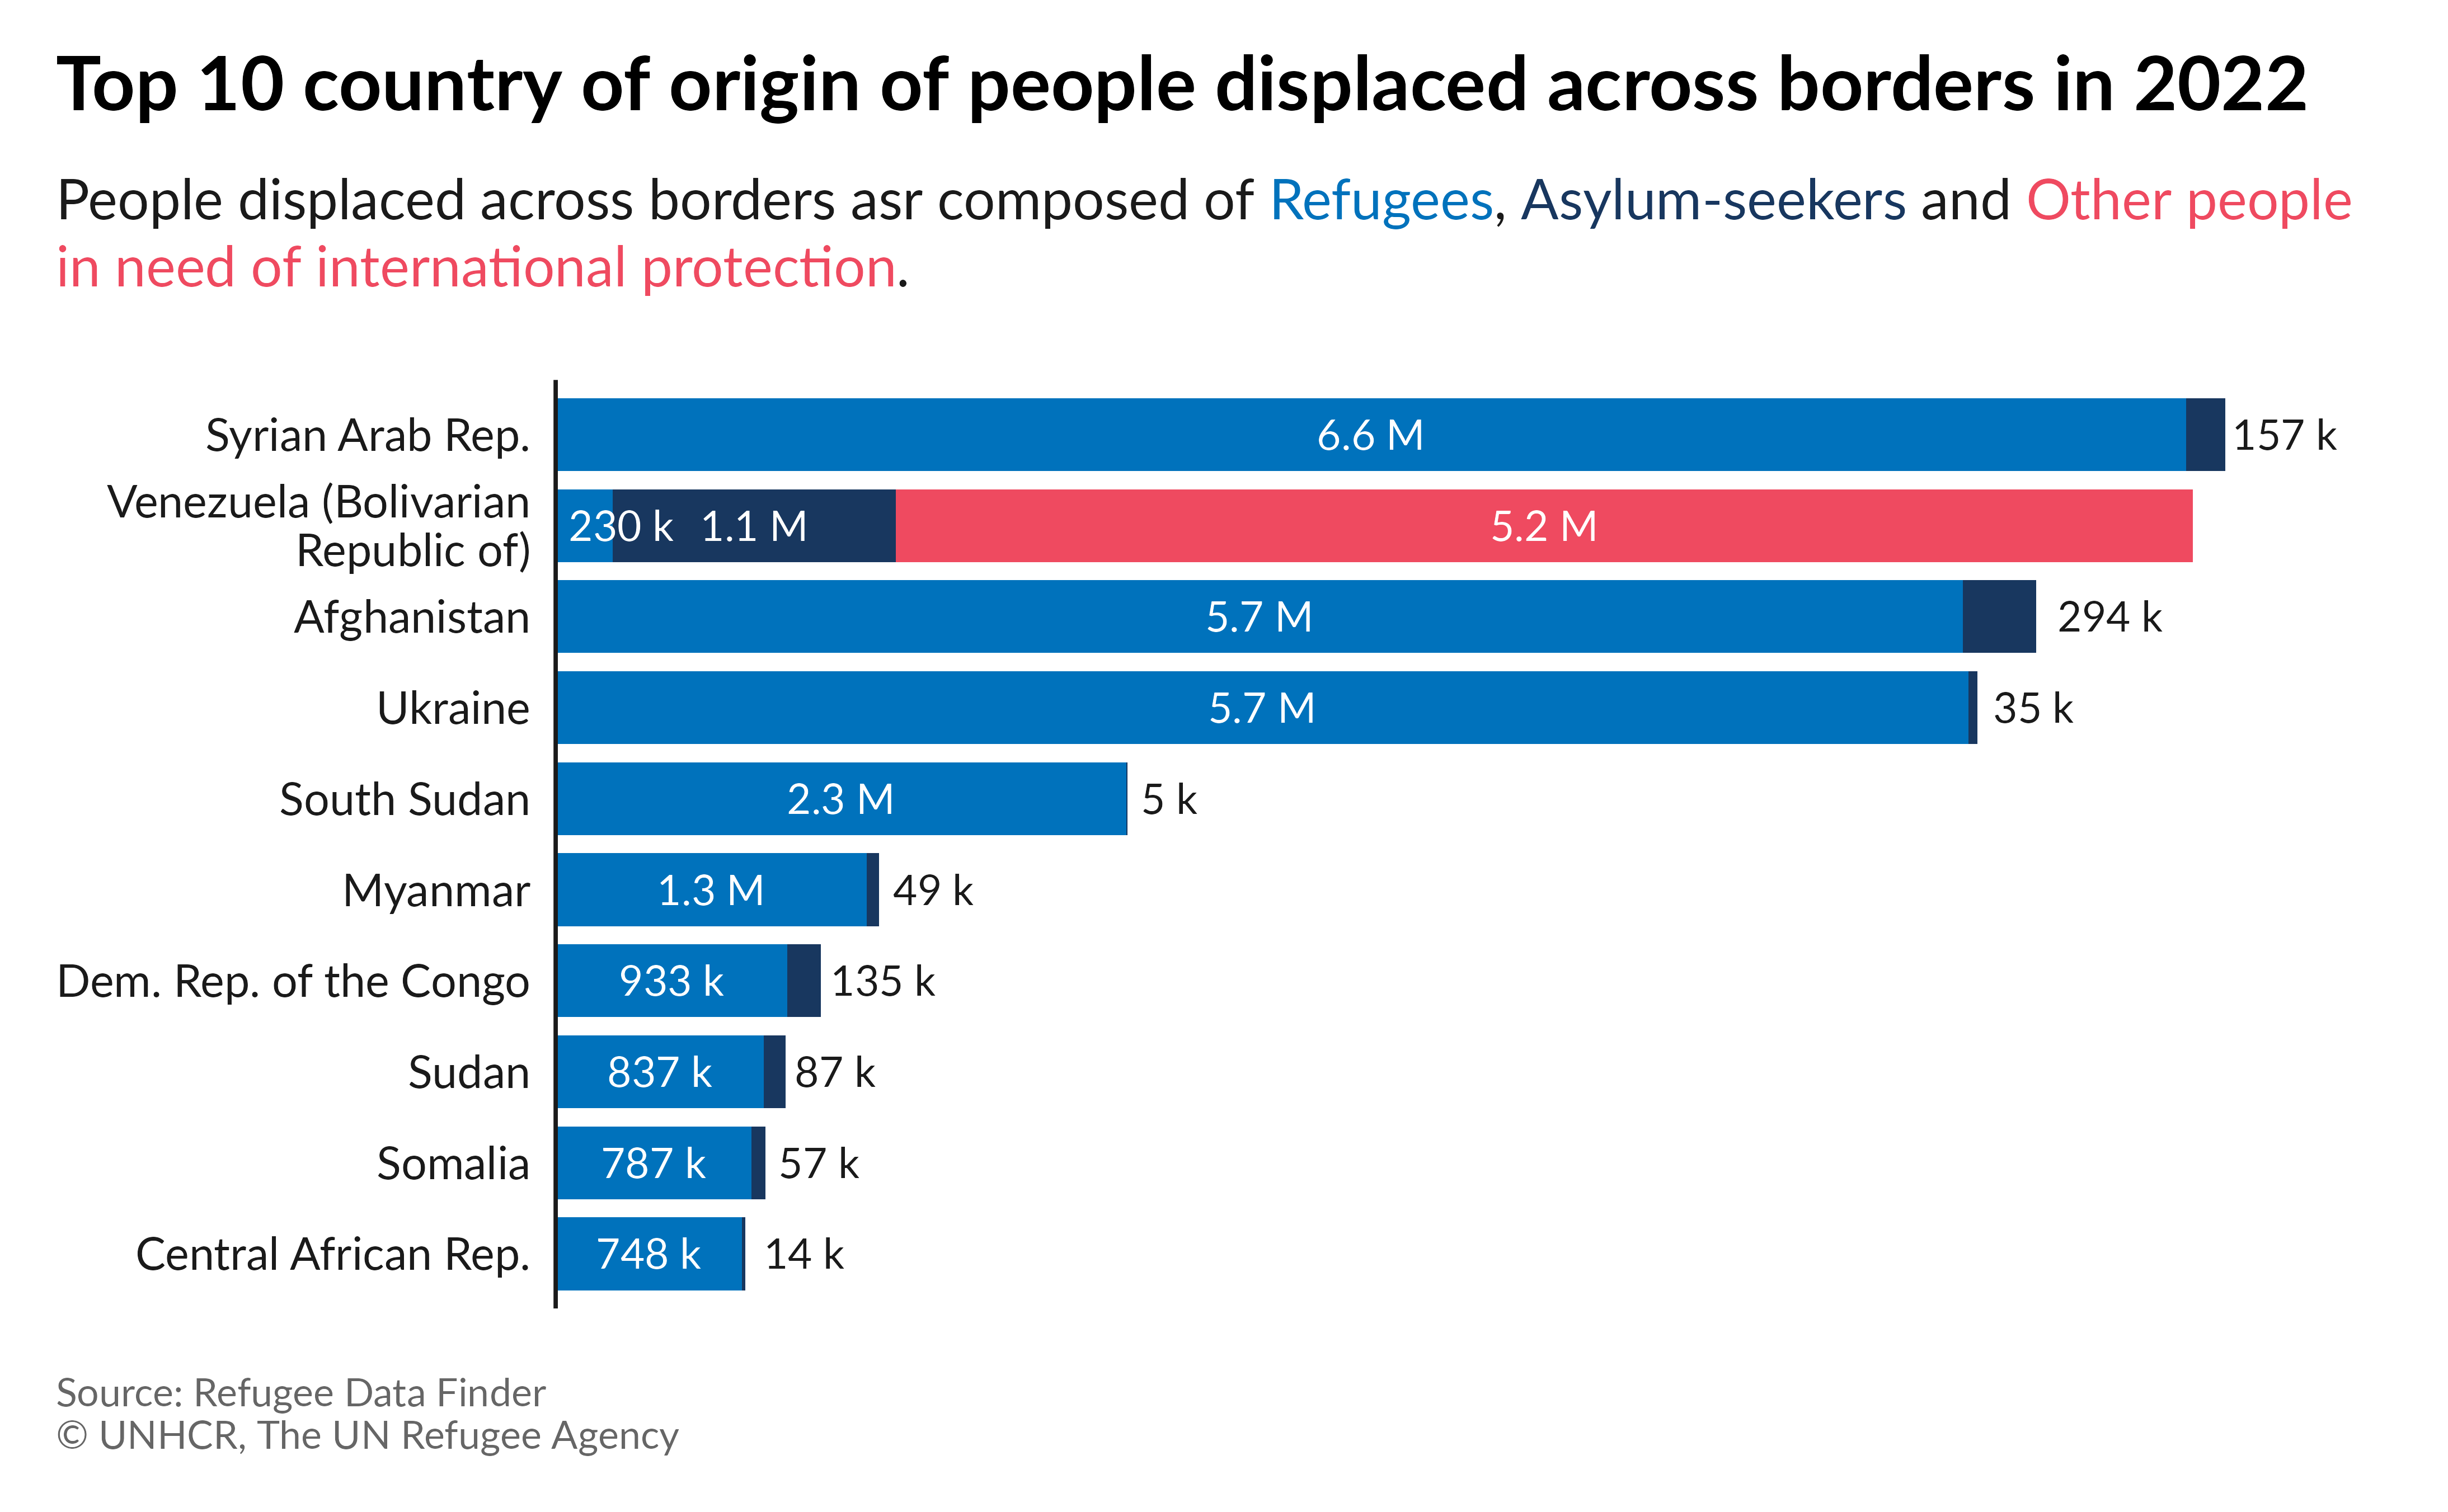 Top 10 country of origin of people displaced across borders in 2022
People displaced across borders asr composed of Refugees, Asylum-seekers and Other people
in need of international protection.
Syrian Arab Rep. 6.6 M 157 k
Venezuela (Bolivarian
Republic of) 230 k 1.1 M 5.2 M
Afghanistan 5.7 M 294 k
Ukraine 5.7 M 35 k
South Sudan 2.3 M 5 k
Myanmar 1.3 M 49 k
Dem. Rep. of the Congo 933 k 135 k
Sudan 837 k 87 k
Somalia 787 k 57 k
Central African Rep. 748 k 14 k
Source: Refugee Data Finder
© UNHCR, The UN Refugee Agency